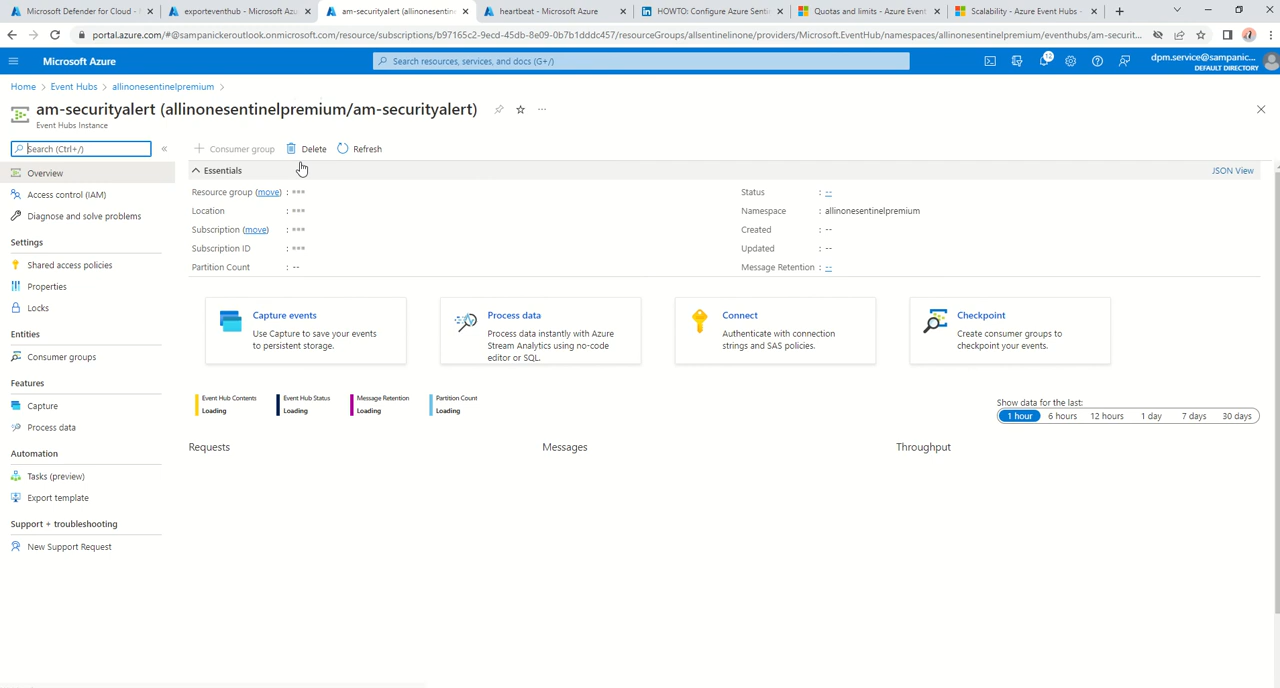 Microsoft Defender for Cloud -
exporteventhub - Microsoft Azu
am-securityalert (allinonesentine
heartbeat - Microsoft Azure
HOWTO: Configure Azure Senti
Quotas and limits - Azure Event
Scalability - Azure Event Hubs -
portal.azure.com/#@sampanickeroutlook.onmicrosoft.com/resource/subscriptions/b97165c2-9ecd-45db-8e09-0b7b1dddc457/resourceGroups/allsentinelinone/providers/Microsoft.EventHub/namespaces/allinonesentinelpremium/eventhubs/am-securit...
Microsoft Azure
Search resources, services, and docs (G+/)
12
dpm.service@sampanic...
DEFAULT DIRECTORY
Home > Event Hubs > allinonesentinelpremium >
am-securityalert (allinonesentinelpremium/am-securityalert)
Event Hubs Instance
Search (Ctrl+/)
Consumer group
Delete
Refresh
Overview
Access control (IAM)
Diagnose and solve problems
Settings
Shared access policies
Properties
Locks
Entities
Consumer groups
Features
Capture
Process data
Automation
Tasks (preview)
Export template
Support + troubleshooting
New Support Request
Essentials
JSON View
Resource group (move) :
Location :
Subscription (move) :
Subscription ID :
Partition Count : --
Status : --
Namespace : allinonesentinelpremium
Created : --
Updated : --
Message Retention : --
Capture events
Use Capture to save your events
to persistent storage.
Process data
Process data instantly with Azure
Stream Analytics using no-code
editor or SQL.
Connect
Authenticate with connection
strings and SAS policies.
Checkpoint
Create consumer groups to
checkpoint your events.
Event Hub Contents
Loading
Event Hub Status
Loading
Message Retention
Loading
Partition Count
Loading
Show data for the last:
1 hour 6 hours 12 hours 1 day 7 days 30 days
Requests
Messages
Throughput